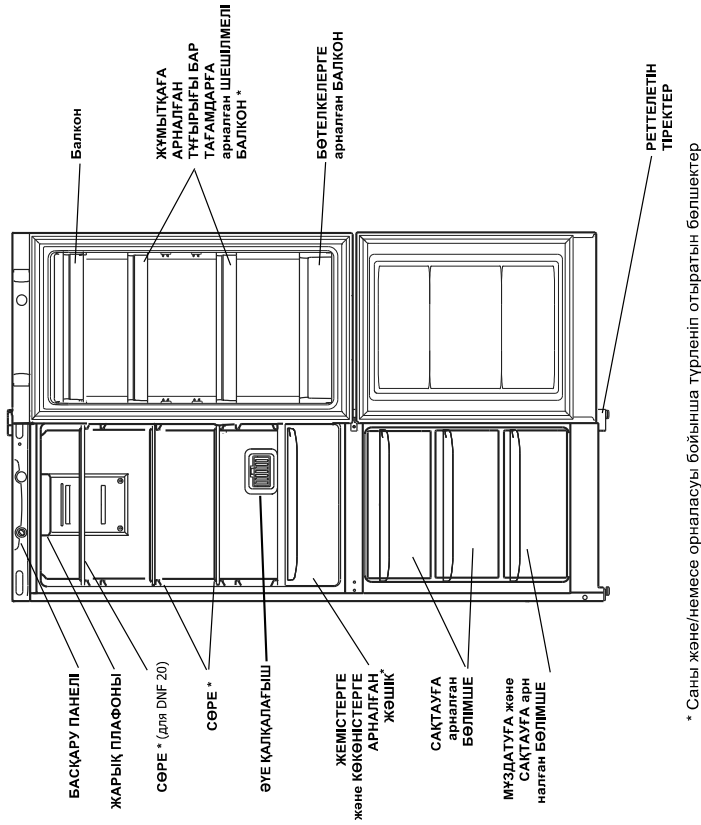 Балкон
ЖҰМЫТҚАҒА
АРНАЛҒАН
ТҰҒЫРЫҒЫ БАР
ТАҒАМДАРҒА
арналған ШЕШІЛМЕЛІ
БАЛКОН *
БӨТЕЛКЕЛЕРГЕ
арналған БАЛКОН
РЕТТЕЛЕТІН
ТІРЕКТЕР
БАСҚАРУ ПАНЕЛІ
ЖАРЫҚ ПЛАФОНЫ
СӨРЕ * (для DNF 20)
СӨРЕ *
ӘУЕ ҚАЛҚАЛАҒЫШ
ЖЕМІСТЕРГЕ
және КӨКӨНІСТЕРГЕ
АРНАЛҒАН
ЖӘШІК*
САҚТАУҒА
арналған
БӨЛІМШЕ
МҰЗДАТУҒА және
САҚТАУҒА арн
налған БӨЛІМШЕ
* Саны және/немесе орналасуы бойынша түрленіп отыратын бөлшектер